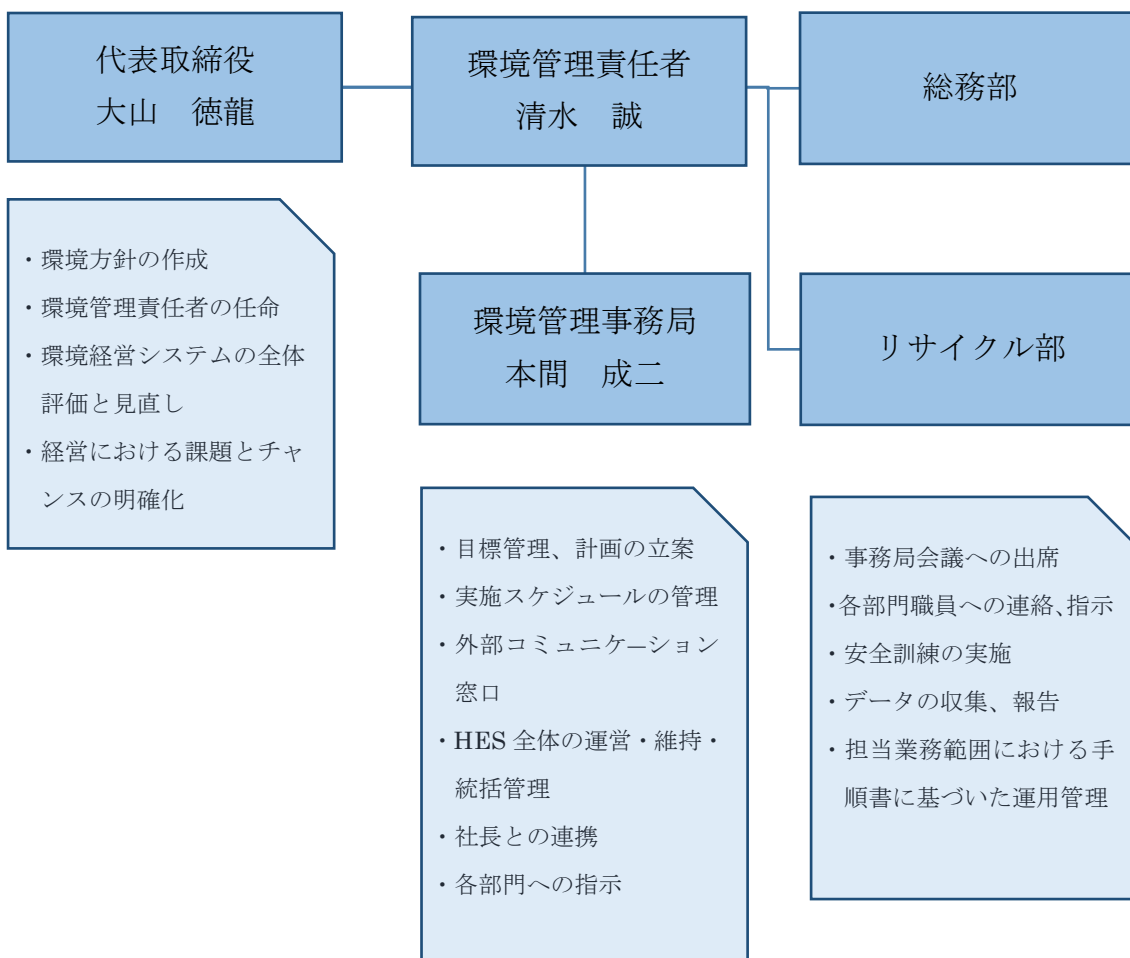 代表取締役
大山　徳龍
環境管理責任者
清水　誠
総務部
・環境方針の作成
・環境管理責任者の任命
・環境経営システムの全体
評価と見直し
・経営における課題とチャ
ンスの明確化
環境管理事務局
本間　成二
リサイクル部
・目標管理、計画の立案
・実施スケジュールの管理
・外部コミュニケ―ション
窓口
・HES 全体の運営・維持・
統括管理
・社長との連携
・各部門への指示
・事務局会議への出席
・各部門職員への連絡、指示
・安全訓練の実施
・データの収集、報告
・担当業務範囲における手
順書に基づいた運用管理